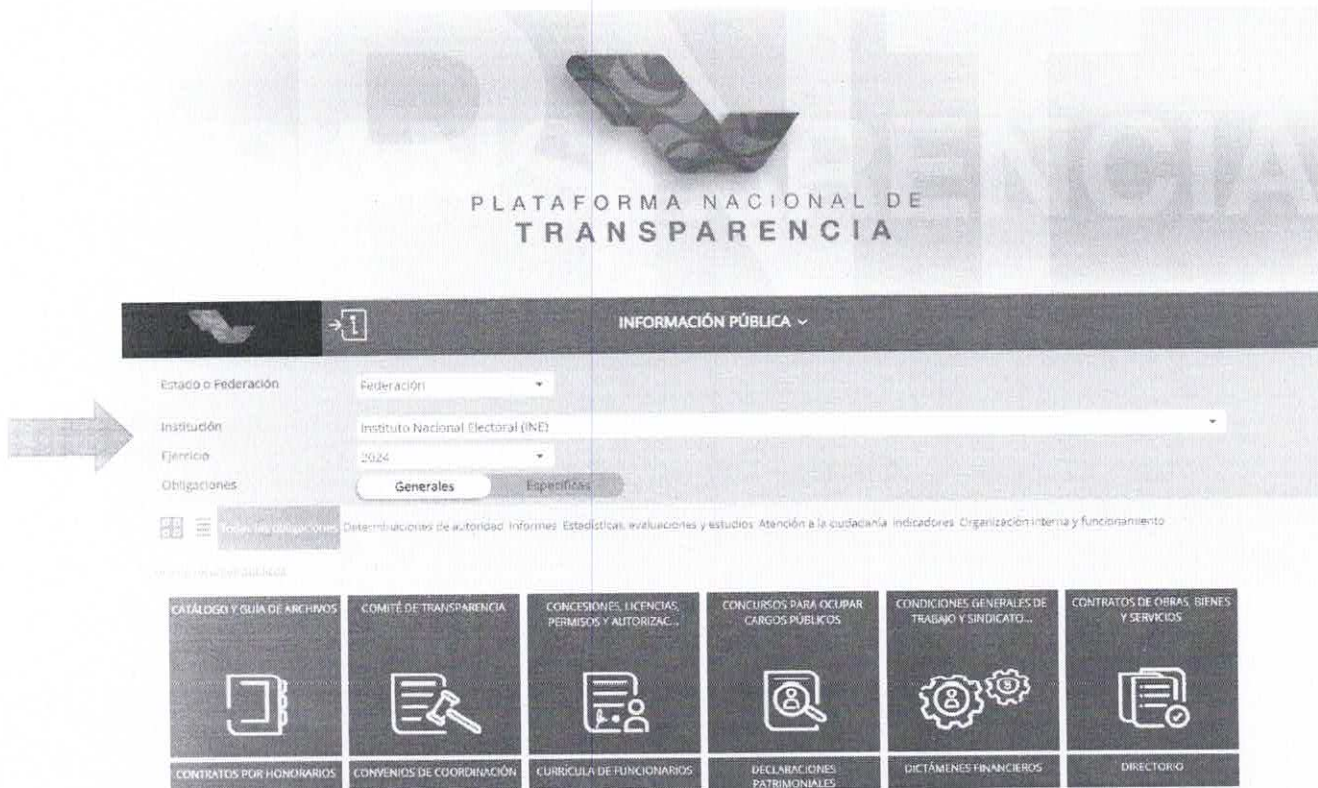 PLATAFORMA NACIONAL DE
TRANSPARENCIA
INFORMACIÓN PÚBLICA
Estado o Federación Federación
Institución Instituto Nacional Electoral (INE)
Ejercicio 2024
Obligaciones Generales Específicas
Todas las obligaciones Determinaciones de autoridad Informes Estadísticas, evaluaciones y estudios Atención a la ciudadanía Indicadores Organización interna y funcionamiento
CATÁLOGO Y GUÍA DE ARCHIVOS
COMITÉ DE TRANSPARENCIA
CONCESIONES, LICENCIAS,
PERMISOS Y AUTORIZAC...
CONCURSOS PARA OCUPAR
CARGOS PÚBLICOS
CONDICIONES GENERALES DE
TRABAJO Y SINDICATO...
CONTRATOS DE OBRAS, BIENES
Y SERVICIOS
CONTRATOS POR HONORARIOS
CONVENIOS DE COORDINACIÓN
CURRÍCULA DE FUNCIONARIOS
DECLARACIONES
PATRIMONIALES
DICTÁMENES FINANCIEROS
DIRECTORIO